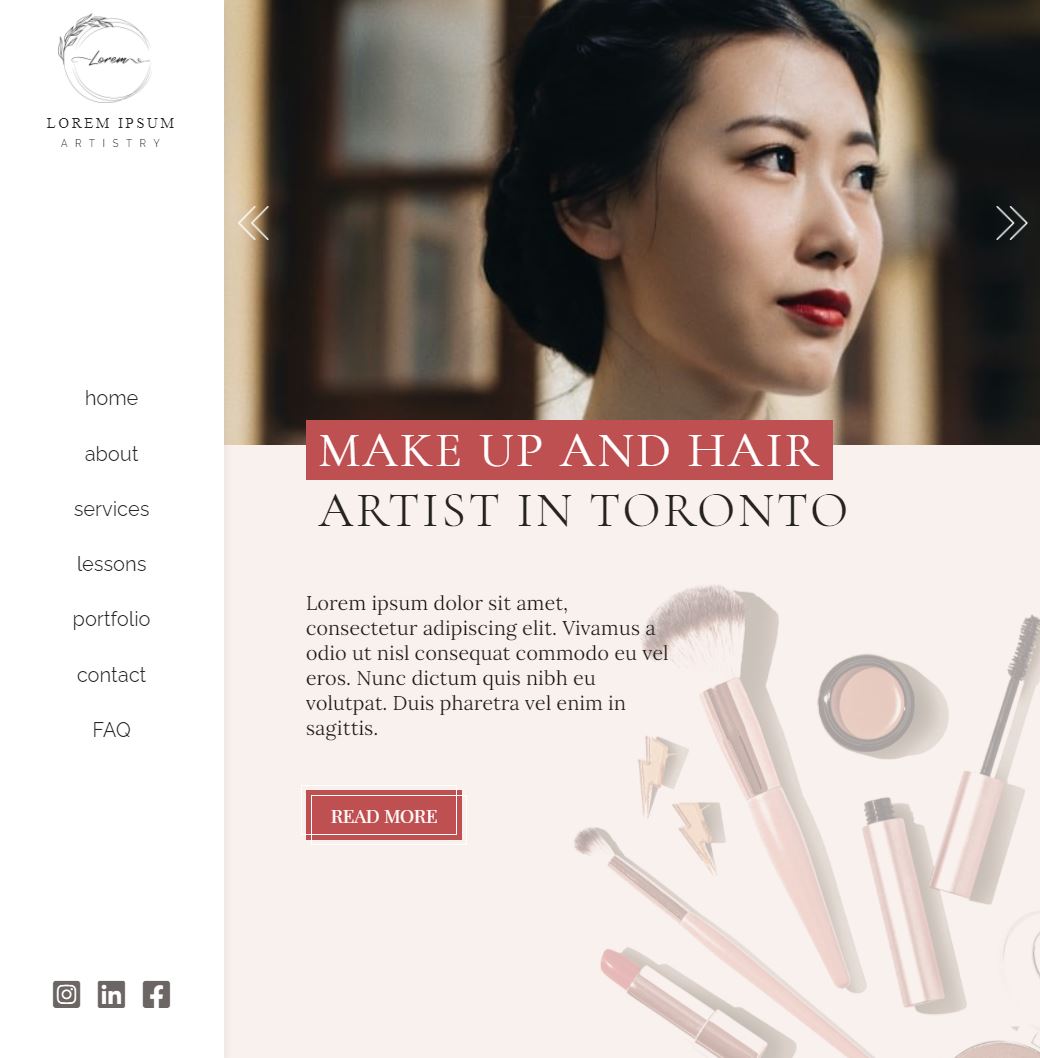 Lorem
LOREM IPSUM
ARTISTRY
home
about
services
lessons
portfolio
contact
FAQ
MAKE UP AND HAIR
ARTIST IN TORONTO
Lorem ipsum dolor sit amet,
consectetur adipiscing elit. Vivamus a
odio ut nisl consequat commodo eu vel
eros. Nunc dictum quis nibh eu
volutpat. Duis pharetra vel enim in
sagittis.
READ MORE